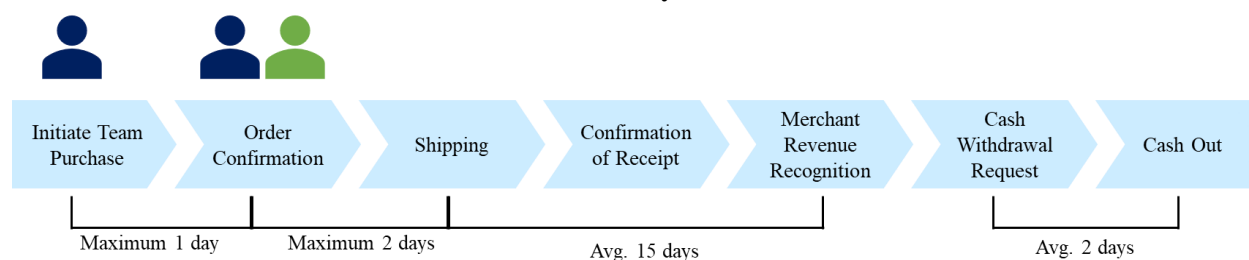 Initiate Team
Purchase
Order
Confirmation
Shipping
Confirmation
of Receipt
Merchant
Revenue
Recognition
Cash
Withdrawal
Request
Cash Out
Maximum 1 day
Maximum 2 days
Avg. 15 days
Avg. 2 days